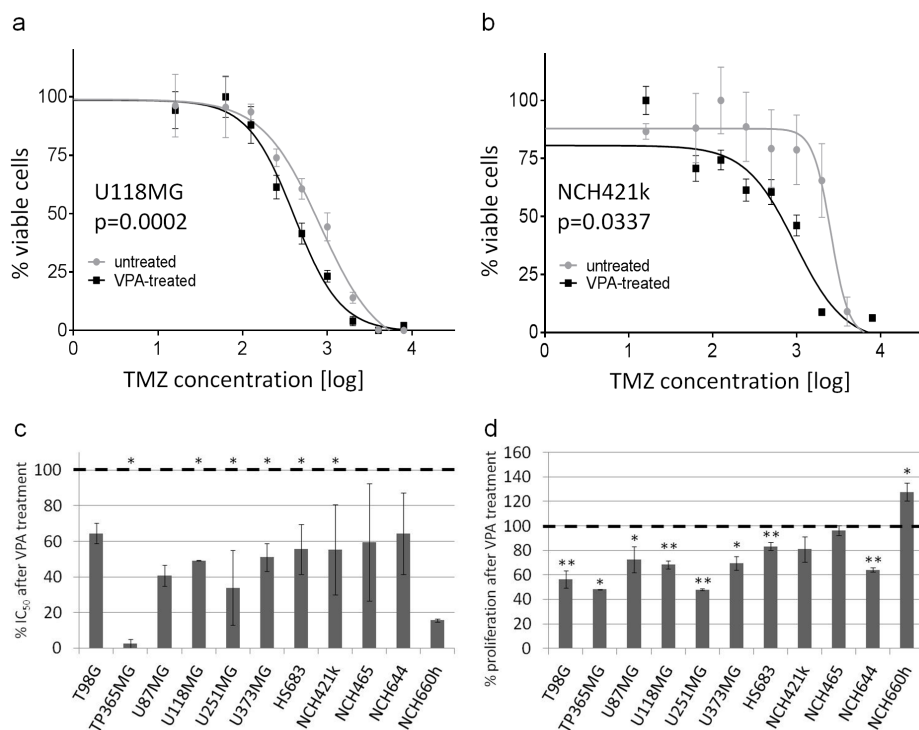 a
100
75
50
25
0
% viable cells
U118MG
p=0.0002
untreated
VPA-treated
0 1 2 3 4
TMZ concentration [log]
b
100
75
50
25
0
% viable cells
NCH421k
p=0.0337
untreated
VPA-treated
0 1 2 3 4
TMZ concentration [log]
c
% IC50 after VPA treatment
100
80
60
40
20
0
* * * * * *
T98G
TP365MG
U87MG
U118MG
U251MG
U373MG
HS683
NCH421k
NCH465
NCH644
NCH660h
d
% proliferation after VPA treatment
160
140
120
100
80
60
40
20
0
** * * ** ** * ** ** *
T98G
TP365MG
U87MG
U118MG
U251MG
U373MG
HS683
NCH421k
NCH465
NCH644
NCH660h